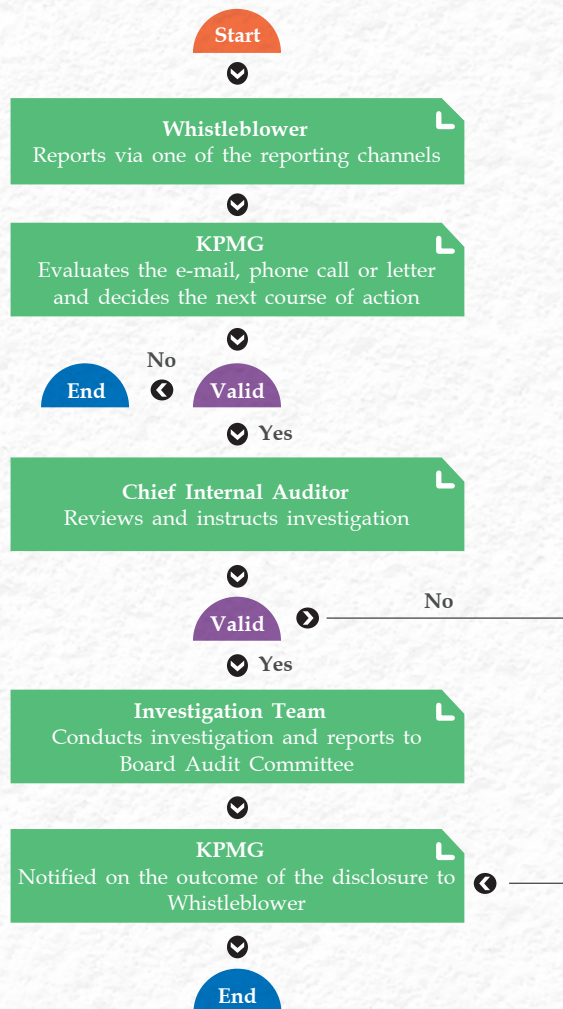 Start
Whistleblower
Reports via one of the reporting channels
KPMG
Evaluates the e-mail, phone call or letter
and decides the next course of action
No
End
Valid
Yes
Chief Internal Auditor
Reviews and instructs investigation
Valid
No
Yes
Investigation Team
Conducts investigation and reports to
Board Audit Committee
KPMG
Notified on the outcome of the disclosure to
Whistleblower
End